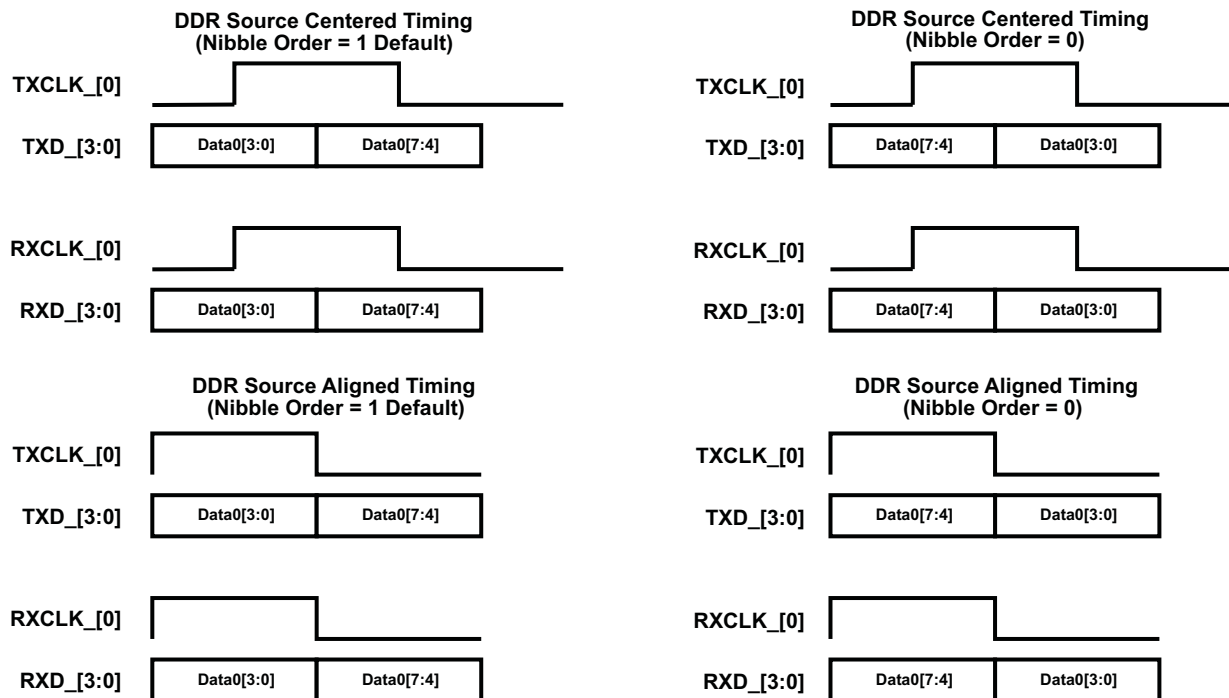 DDR Source Centered Timing
(Nibble Order = 1 Default)
TXCLK_[0]
TXD_[3:0] Data0[3:0] Data0[7:4]
RXCLK_[0]
RXD_[3:0] Data0[3:0] Data0[7:4]
DDR Source Centered Timing
(Nibble Order = 0)
TXCLK_[0]
TXD_[3:0] Data0[7:4] Data0[3:0]
RXCLK_[0]
RXD_[3:0] Data0[7:4] Data0[3:0]
DDR Source Aligned Timing
(Nibble Order = 1 Default)
TXCLK_[0]
TXD_[3:0] Data0[3:0] Data0[7:4]
RXCLK_[0]
RXD_[3:0] Data0[3:0] Data0[7:4]
DDR Source Aligned Timing
(Nibble Order = 0)
TXCLK_[0]
TXD_[3:0] Data0[7:4] Data0[3:0]
RXCLK_[0]
RXD_[3:0] Data0[7:4] Data0[3:0]